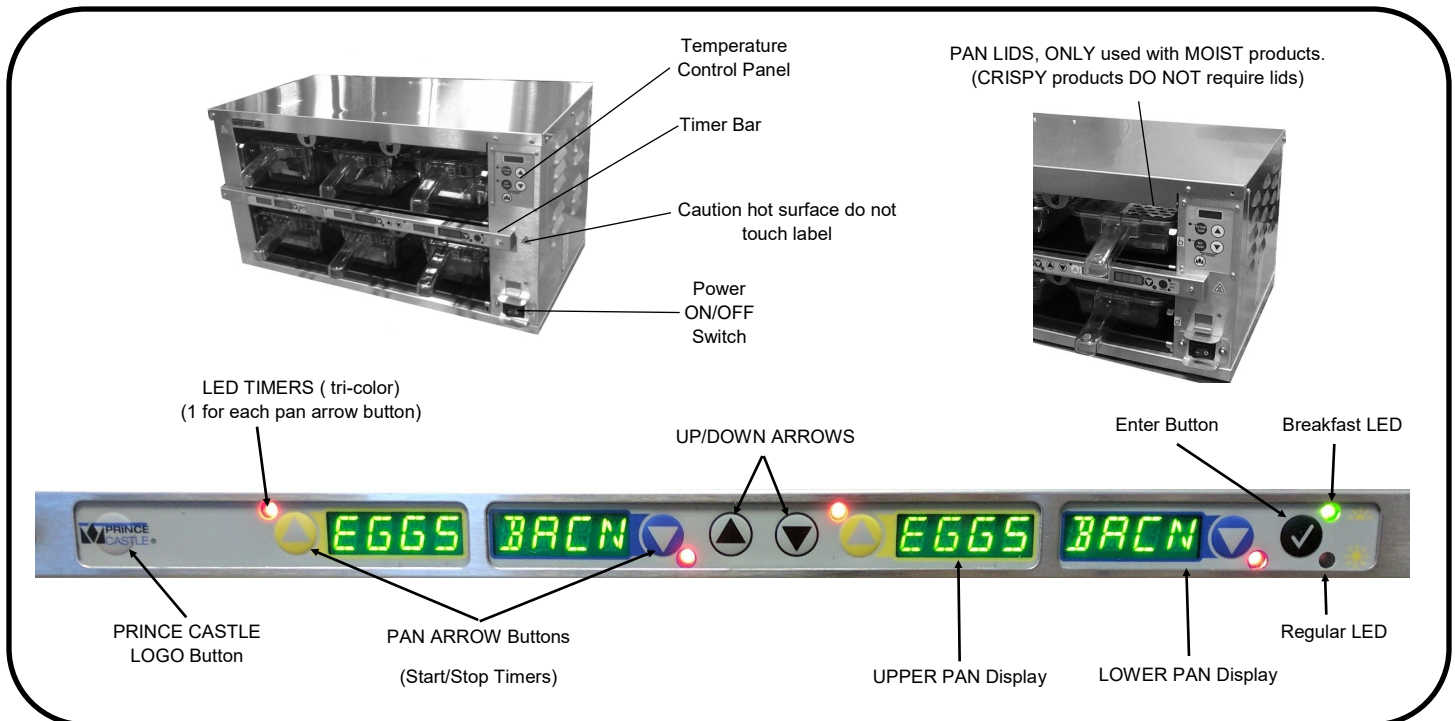 Temperature
Control Panel
Timer Bar
Caution hot surface do not
touch label
Power
ON/OFF
Switch
PAN LIDS, ONLY used with MOIST products.
(CRISPY products DO NOT require lids)
LED TIMERS ( tri-color)
(1 for each pan arrow button)
UP/DOWN ARROWS
Enter Button
Breakfast LED
PRINCE
CASTLE®
EGGS
BACN
EGGS
BACN
PRINCE CASTLE
LOGO Button
PAN ARROW Buttons
(Start/Stop Timers)
UPPER PAN Display
LOWER PAN Display
Regular LED